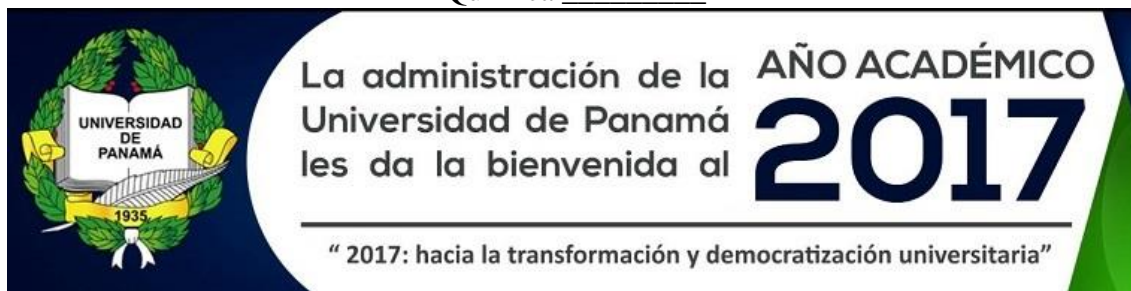 UNIVERSIDAD
DE
PANAMÁ
1935
La administración de la
Universidad de Panamá
les da la bienvenida al
AÑO ACADÉMICO
2017
“ 2017: hacia la transformación y democratización universitaria”